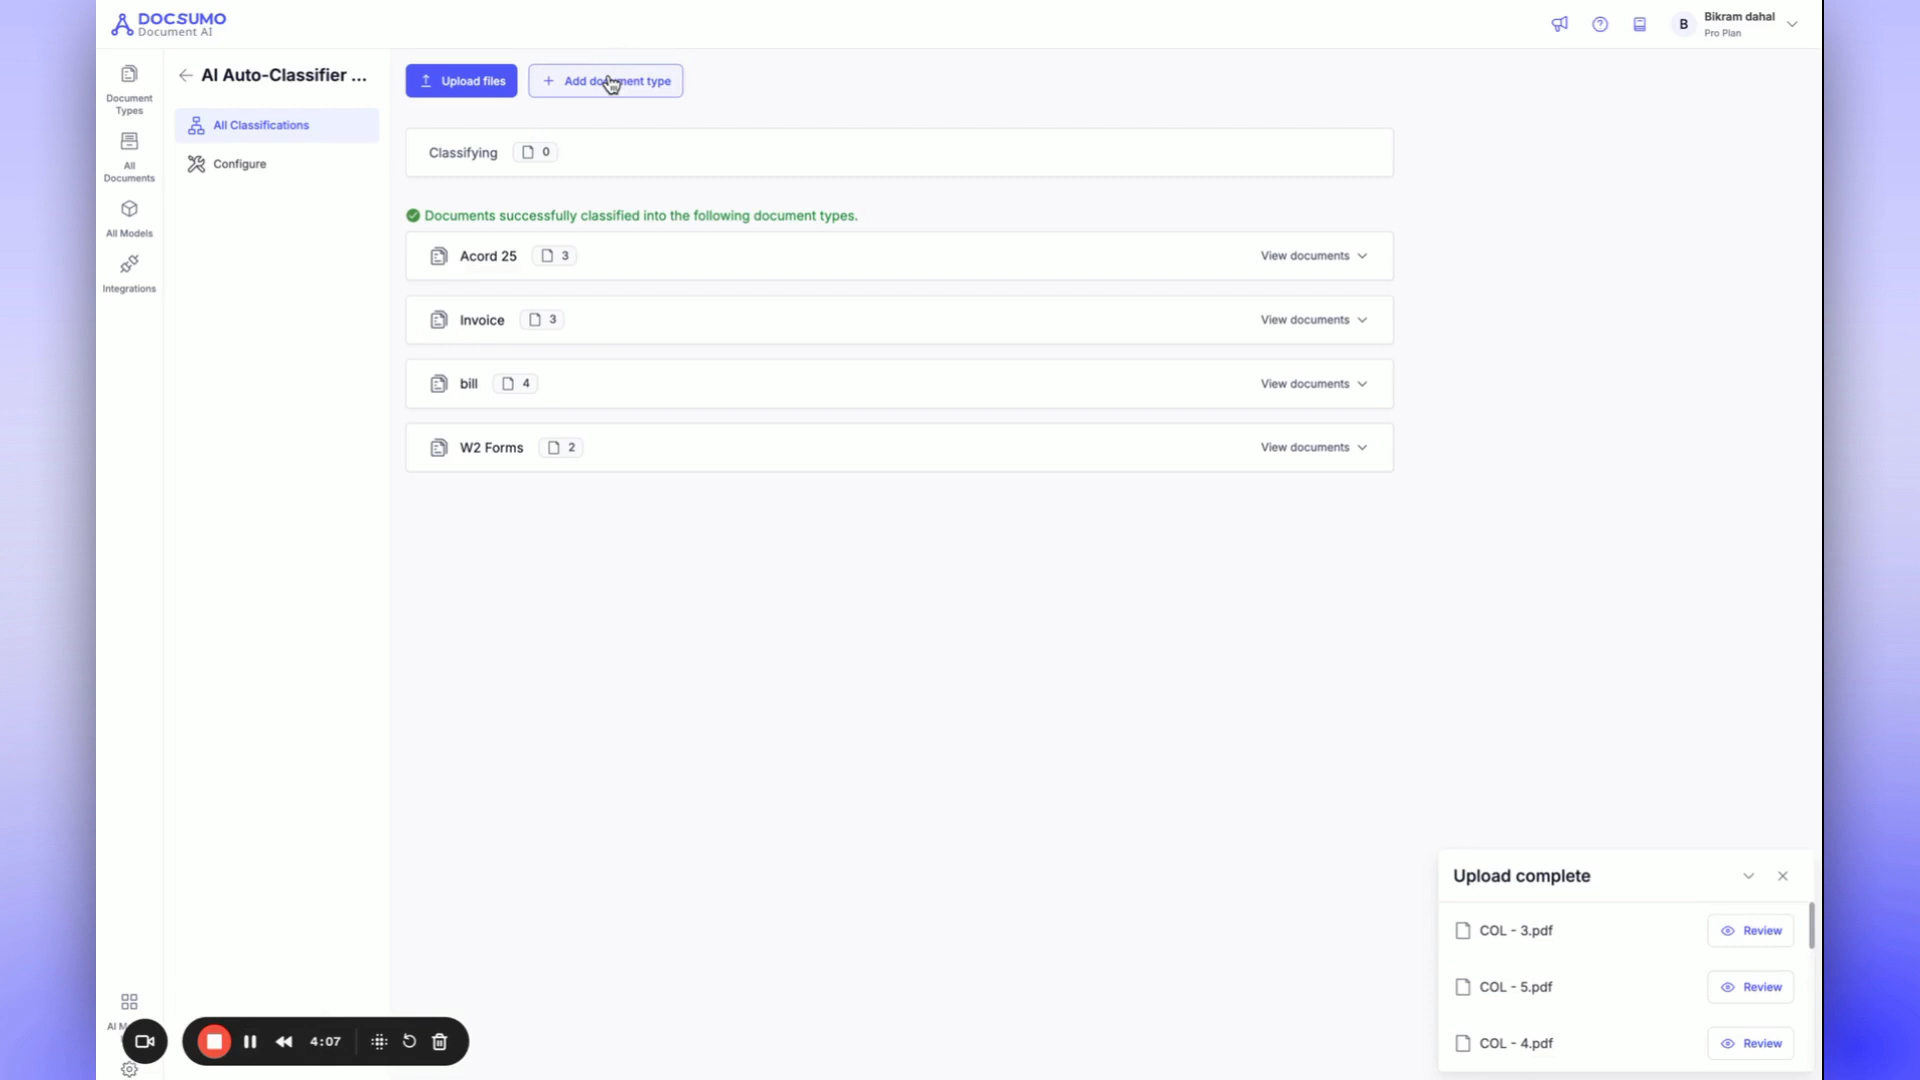 DOCSUMO
Document AI
B
Bikram dahal
Pro Plan
Document
Types
All
Documents
All Models
Integrations
AI Auto-Classifier ...
All Classifications
Configure
Upload files
Add document type
Classifying 0
Documents successfully classified into the following document types.
Acord 25 3 View documents
Invoice 3 View documents
bill 4 View documents
W2 Forms 2 View documents
Upload complete
COL - 3.pdf Review
COL - 5.pdf Review
COL - 4.pdf Review
4:07